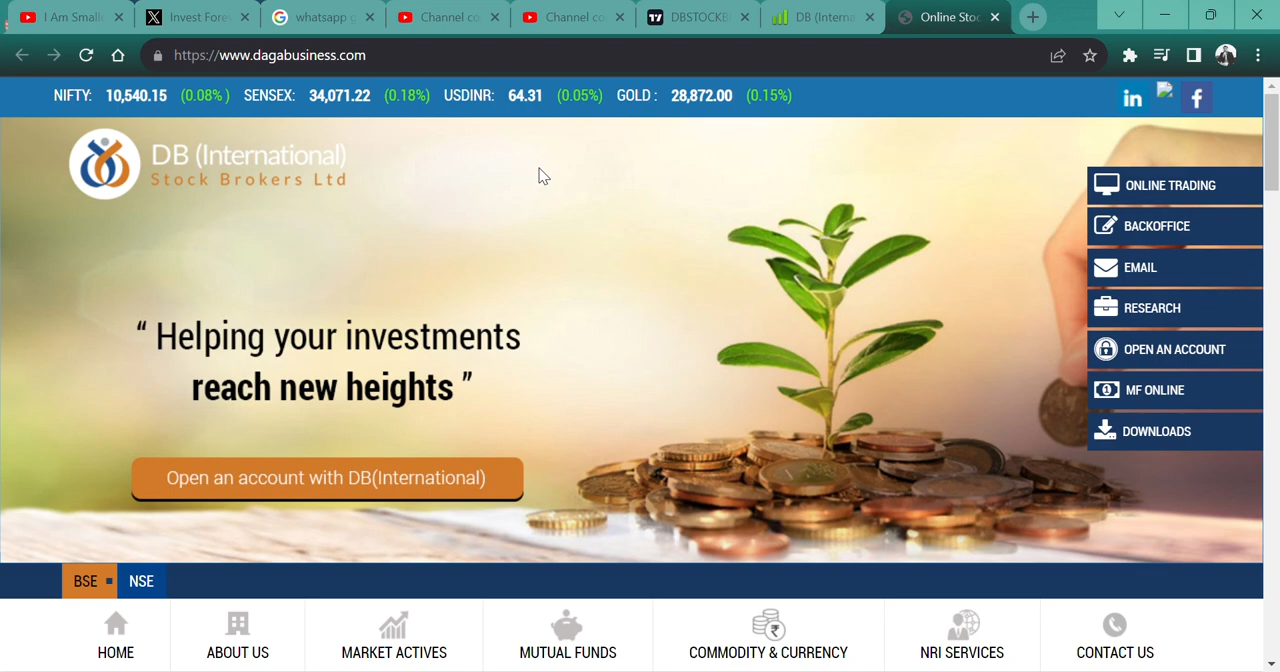 I Am Small
Invest Fore
whatsapp g
Channel co
Channel co
DBSTOCKB
DB (Interna
Online Stoc
https://www.dagabusiness.com
NIFTY: 10,540.15 (0.08% ) SENSEX: 34,071.22 (0.18%) USDINR: 64.31 (0.05%) GOLD : 28,872.00 (0.15%)
in f
DB (International)
Stock Brokers Ltd
ONLINE TRADING
BACKOFFICE
EMAIL
RESEARCH
OPEN AN ACCOUNT
MF ONLINE
DOWNLOADS
“ Helping your investments
reach new heights ”
Open an account with DB(International)
BSE NSE
HOME ABOUT US MARKET ACTIVES MUTUAL FUNDS COMMODITY & CURRENCY NRI SERVICES CONTACT US